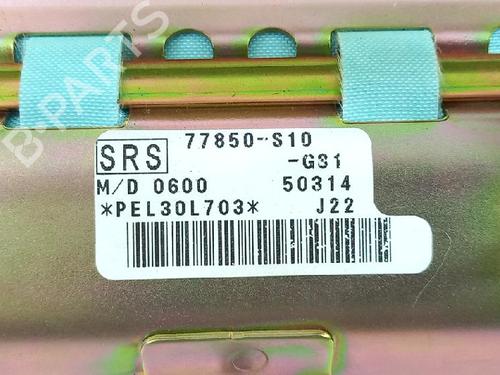 77850-S10
SRS -G31
M/D 0600 50314
*PEL30L703* J22
B-PARTS